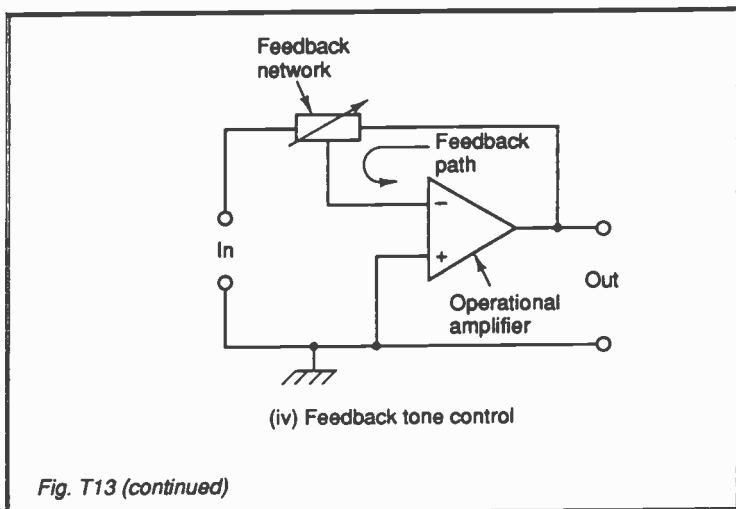 Feedback
network
Feedback
path
−
+
In
Out
Operational
amplifier
(iv) Feedback tone control
Fig. T13 (continued)